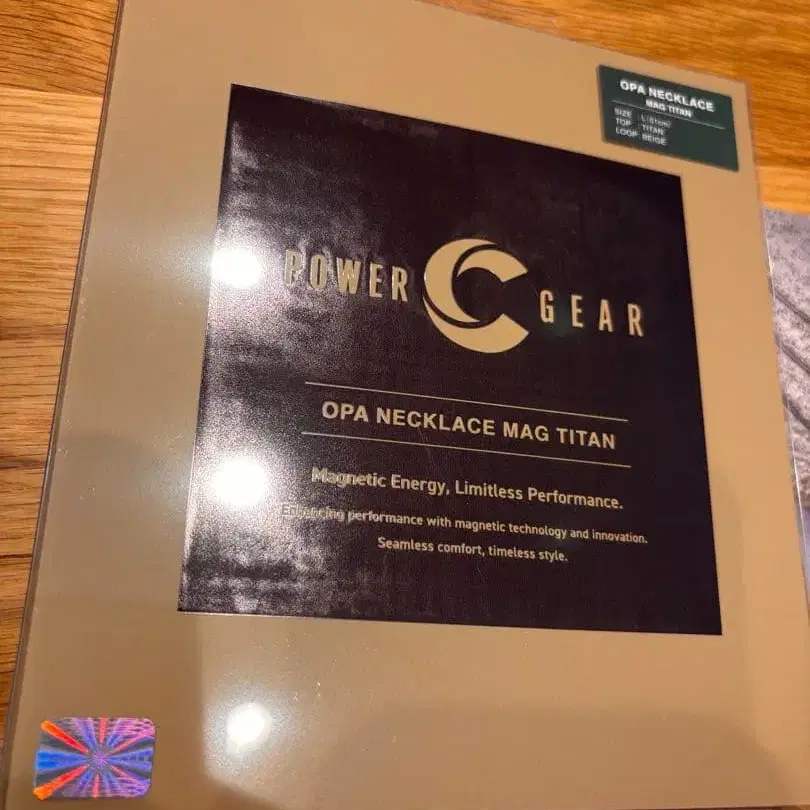 OPA NECKLACE
MAG TITAN
SIZE L(51cm)
TOP TITAN
LOOP BEIGE
POWER GEAR
OPA NECKLACE MAG TITAN
Magnetic Energy, Limitless Performance.
Enhancing performance with magnetic technology and innovation.
Seamless comfort, timeless style.